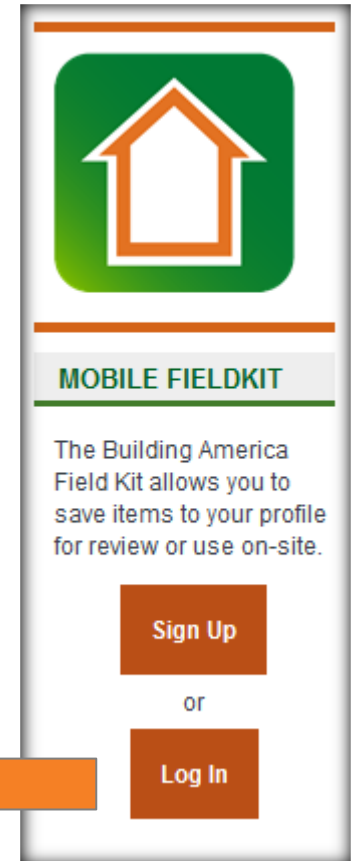 MOBILE FIELDKIT
The Building America
Field Kit allows you to
save items to your profile
for review or use on-site.
Sign Up
or
Log In